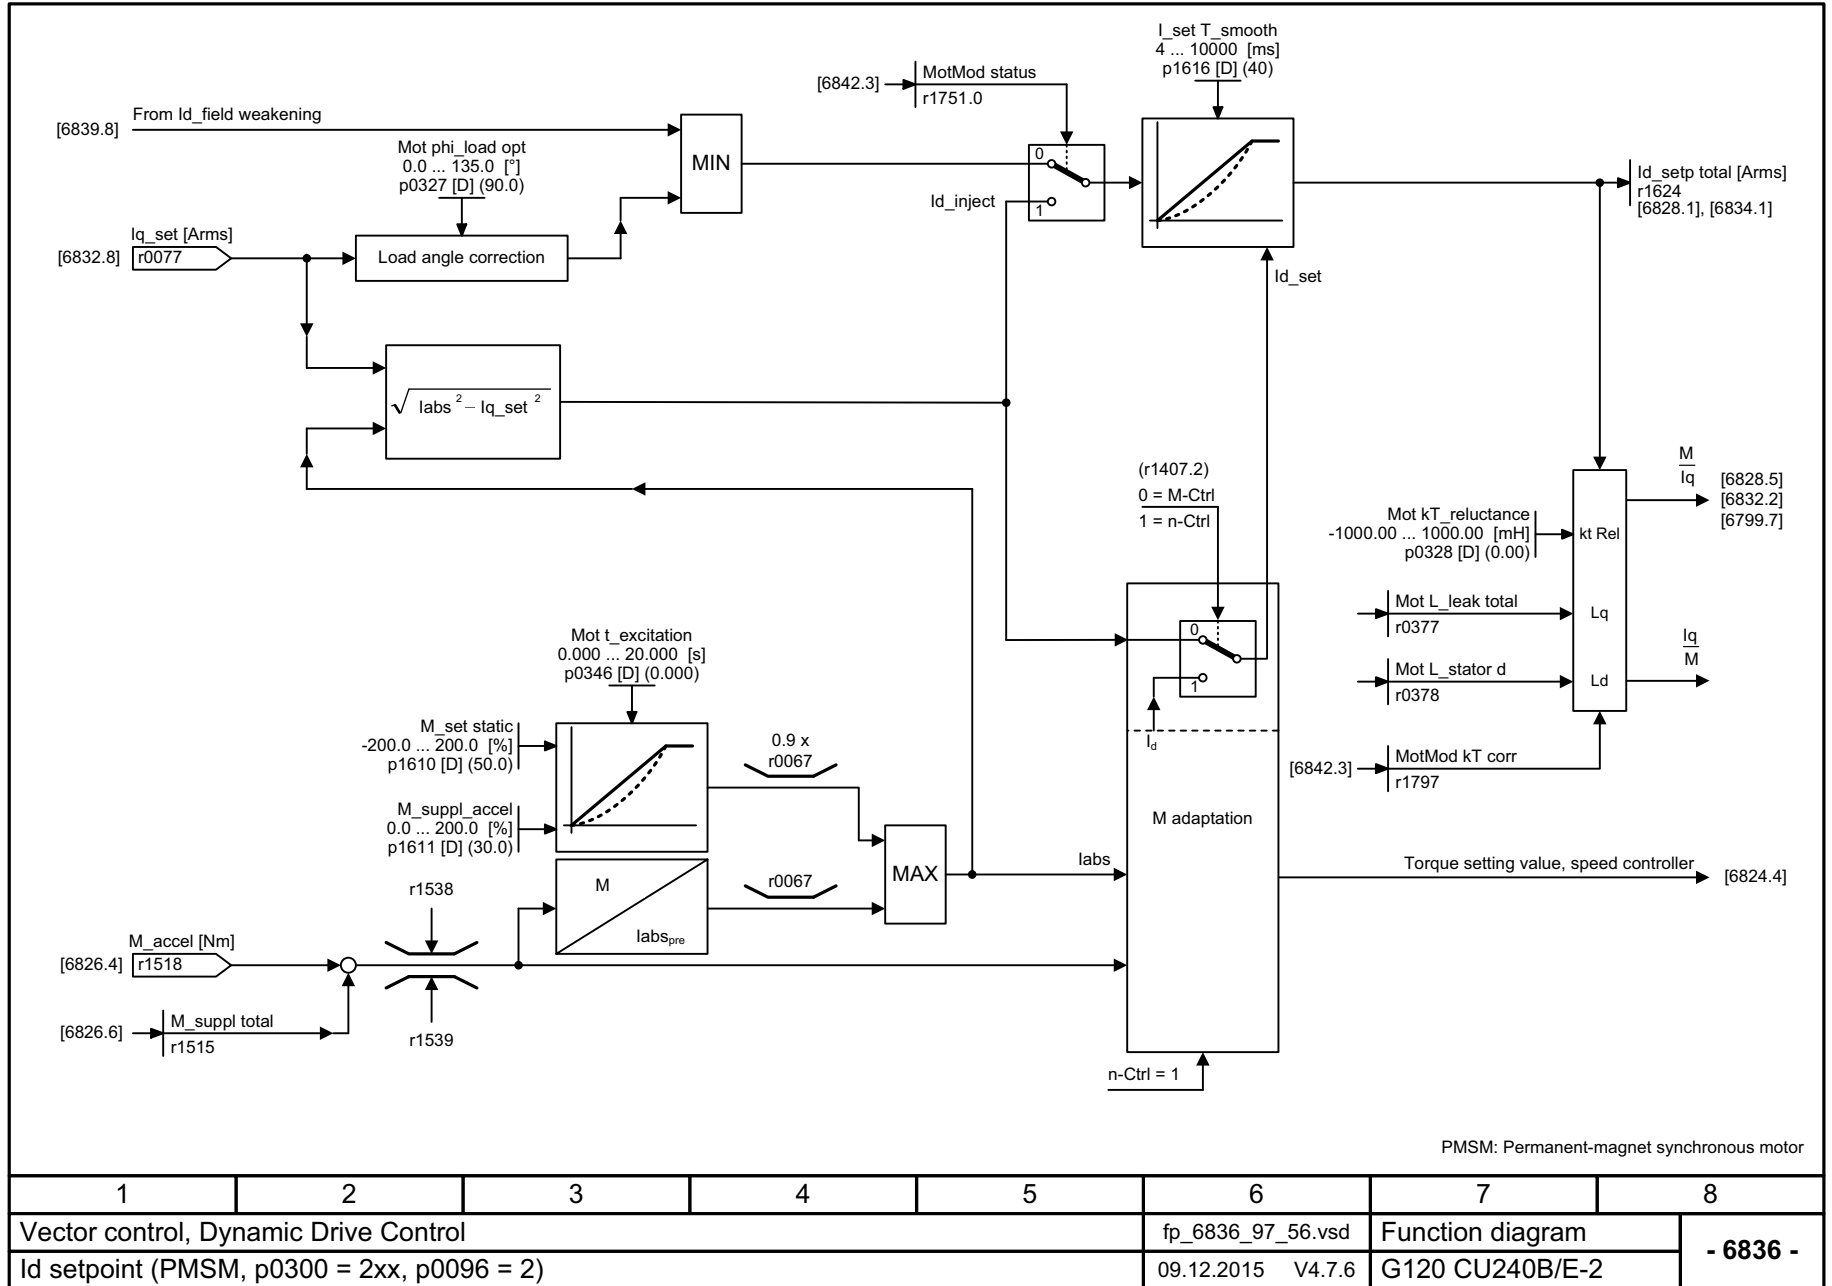 I_set T_smooth
4 ... 10000 [ms]
p1616 [D] (40)
[6842.3]
MotMod status
r1751.0
[6839.8]
From Id_field weakening
Mot phi_load opt
0.0 ... 135.0 [°]
p0327 [D] (90.0)
MIN
0
1
Id_inject
Id_setp total [Arms]
r1624
[6828.1], [6834.1]
Iq_set [Arms]
[6832.8]
r0077
Load angle correction
Id_set
√ Iabs ² – Iq_set ²
(r1407.2)
0 = M-Ctrl
1 = n-Ctrl
M
Iq
[6828.5]
[6832.2]
[6799.7]
Mot kT_reluctance
-1000.00 ... 1000.00 [mH]
p0328 [D] (0.00)
kt Rel
Mot L_leak total
r0377
Lq
Mot L_stator d
r0378
Ld
Iq
M
[6842.3]
MotMod kT corr
r1797
Mot t_excitation
0.000 ... 20.000 [s]
p0346 [D] (0.000)
0
1
I d
M_set static
-200.0 ... 200.0 [%]
p1610 [D] (50.0)
0.9 x
r0067
M_suppl_accel
0.0 ... 200.0 [%]
p1611 [D] (30.0)
M adaptation
MAX
Iabs
Torque setting value, speed controller
[6824.4]
r1538
M
Iabs pre
r0067
M_accel [Nm]
[6826.4]
r1518
[6826.6]
M_suppl total
r1515
r1539
n-Ctrl = 1
PMSM: Permanent-magnet synchronous motor
1 2 3 4 5 6 7 8
Vector control, Dynamic Drive Control
fp_6836_97_56.vsd
Function diagram
- 6836 -
Id setpoint (PMSM, p0300 = 2xx, p0096 = 2)
09.12.2015 V4.7.6
G120 CU240B/E-2